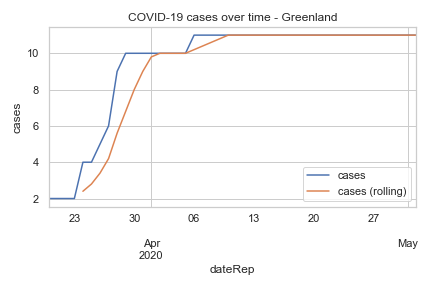 COVID-19 cases over time - Greenland
cases
10
8
6
4
2
cases
cases (rolling)
23
30
06
13
20
27
Apr
2020
May
dateRep